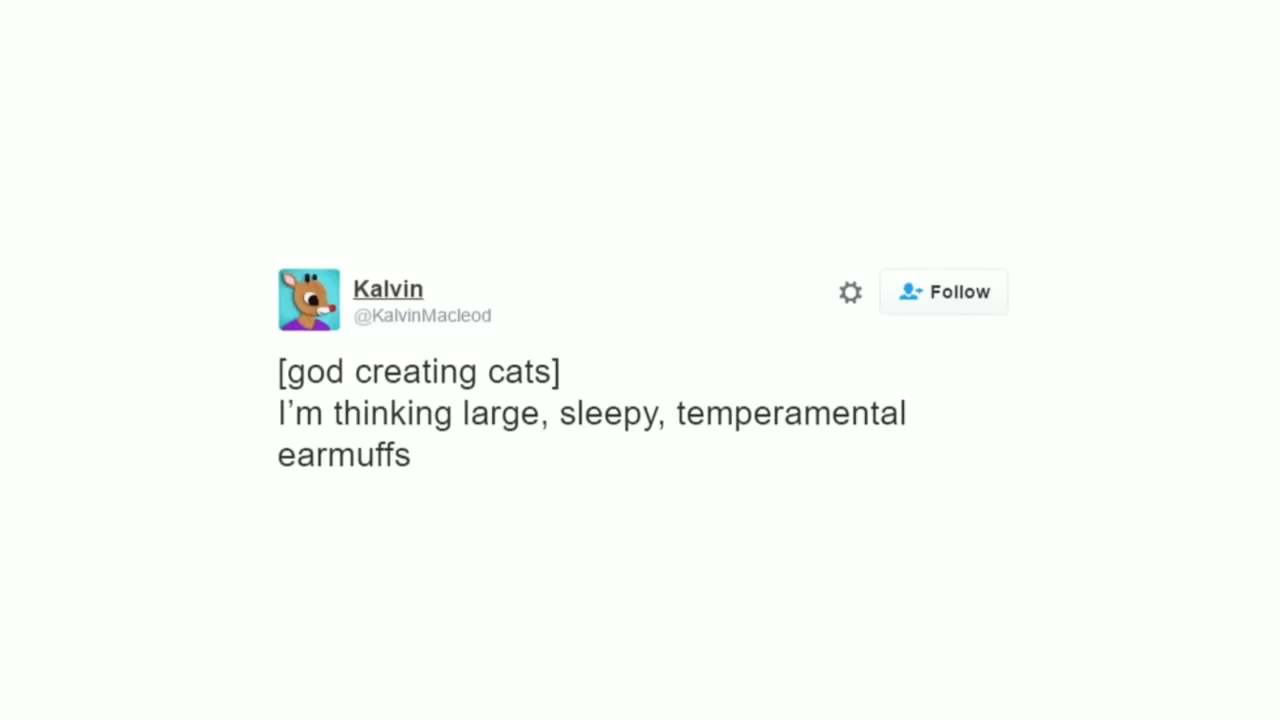 Kalvin
@KalvinMacleod
Follow
[god creating cats]
I’m thinking large, sleepy, temperamental
earmuffs